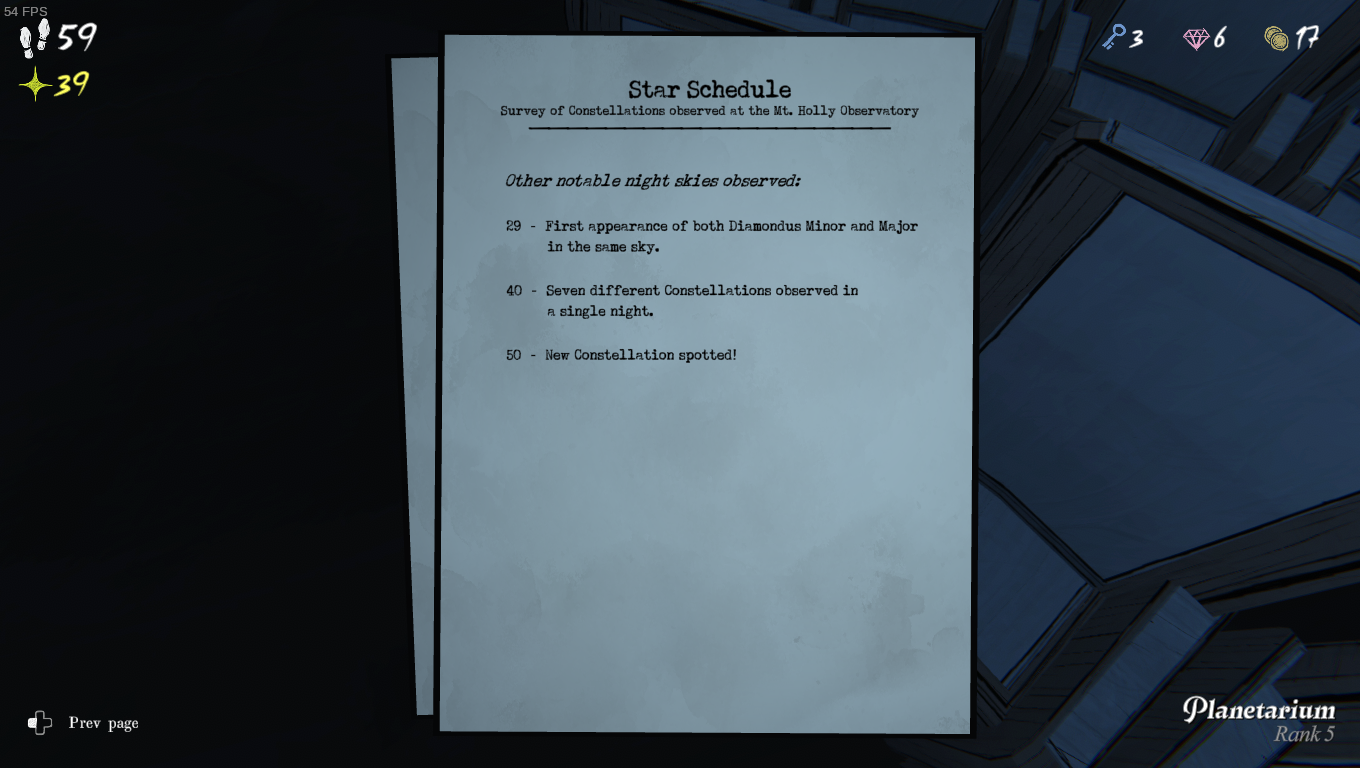 54 FPS
59
39
3
6
17
Star Schedule
Survey of Constellations observed at the Mt. Holly Observatory
Other notable night skies observed:
29 - First appearance of both Diamondus Minor and Major
in the same sky.
40 - Seven different Constellations observed in
a single night.
50 - New Constellation spotted!
Prev page
Planetarium
Rank 5